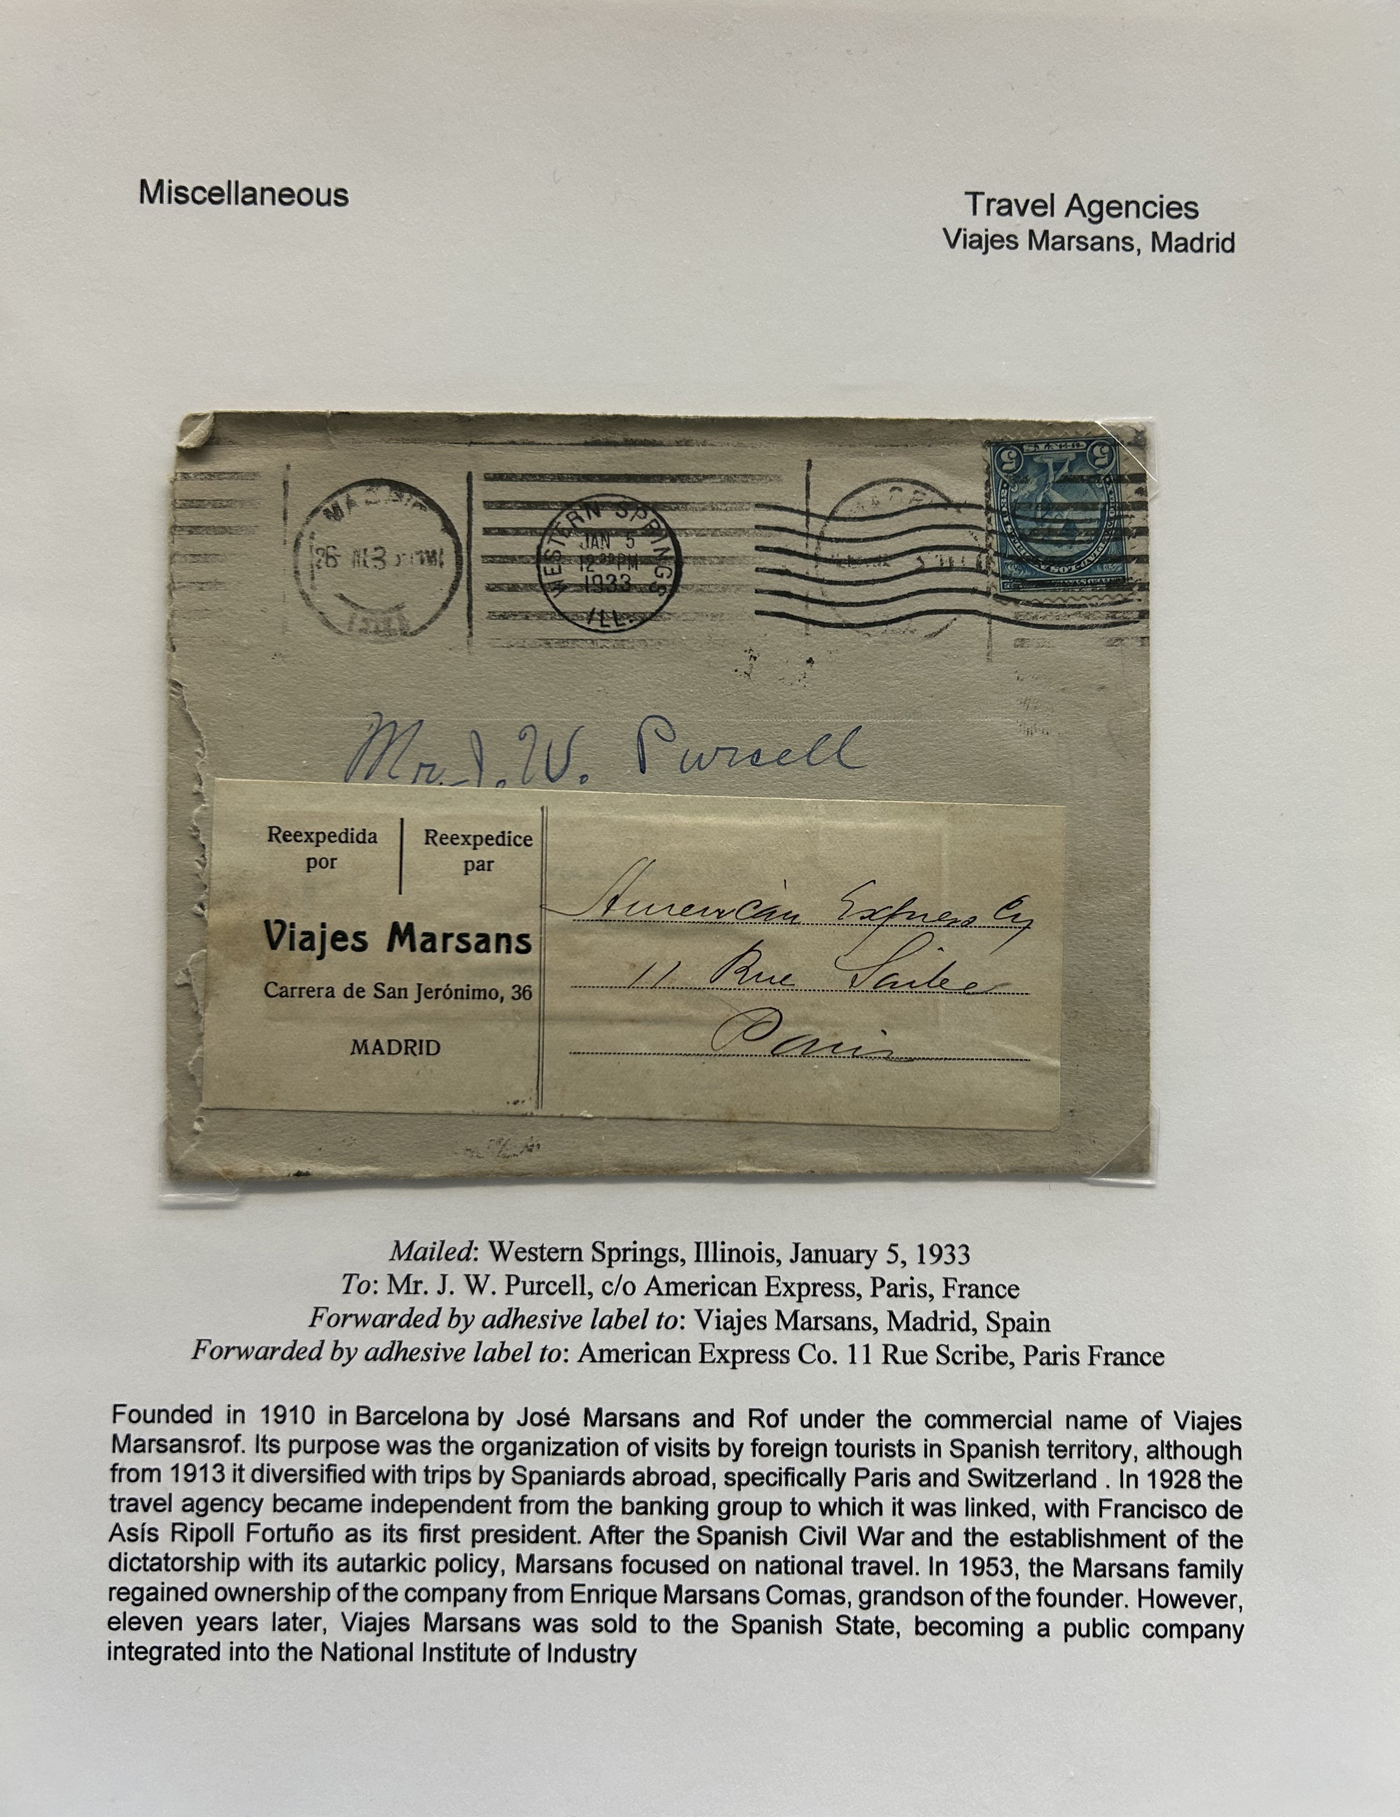 Miscellaneous
Travel Agencies
Viajes Marsans, Madrid
MADRID
WESTERN SPRINGS
JAN 5
1933
ILL.
5 5
Mr. J. W. Purcell
Reexpedida
por
Reexpedice
par
Viajes Marsans
Carrera de San Jerónimo, 36
MADRID
American Express Cy
11 Rue Scribe
Paris
Mailed: Western Springs, Illinois, January 5, 1933
To: Mr. J. W. Purcell, c/o American Express, Paris, France
Forwarded by adhesive label to: Viajes Marsans, Madrid, Spain
Forwarded by adhesive label to: American Express Co. 11 Rue Scribe, Paris France
Founded in 1910 in Barcelona by José Marsans and Rof under the commercial name of Viajes
Marsansrof. Its purpose was the organization of visits by foreign tourists in Spanish territory, although
from 1913 it diversified with trips by Spaniards abroad, specifically Paris and Switzerland . In 1928 the
travel agency became independent from the banking group to which it was linked, with Francisco de
Asís Ripoll Fortuño as its first president. After the Spanish Civil War and the establishment of the
dictatorship with its autarkic policy, Marsans focused on national travel. In 1953, the Marsans family
regained ownership of the company from Enrique Marsans Comas, grandson of the founder. However,
eleven years later, Viajes Marsans was sold to the Spanish State, becoming a public company
integrated into the National Institute of Industry